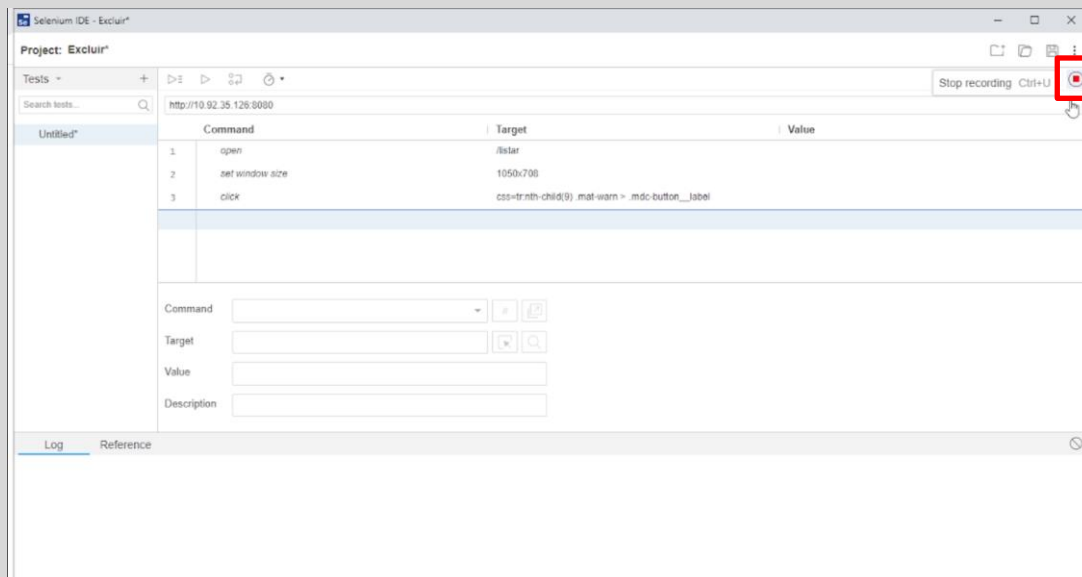 Selenium IDE - Excluir*
Project: Excluir*
Tests
Stop recording Ctrl+U
Search tests...
http://10.92.35.126:8080
Untitled*
Command Target Value
1 open /listar
2 set window size 1050x708
3 click css=tr:nth-child(9) .mat-warn > .mdc-button__label
Command
//
Target
Value
Description
Log Reference